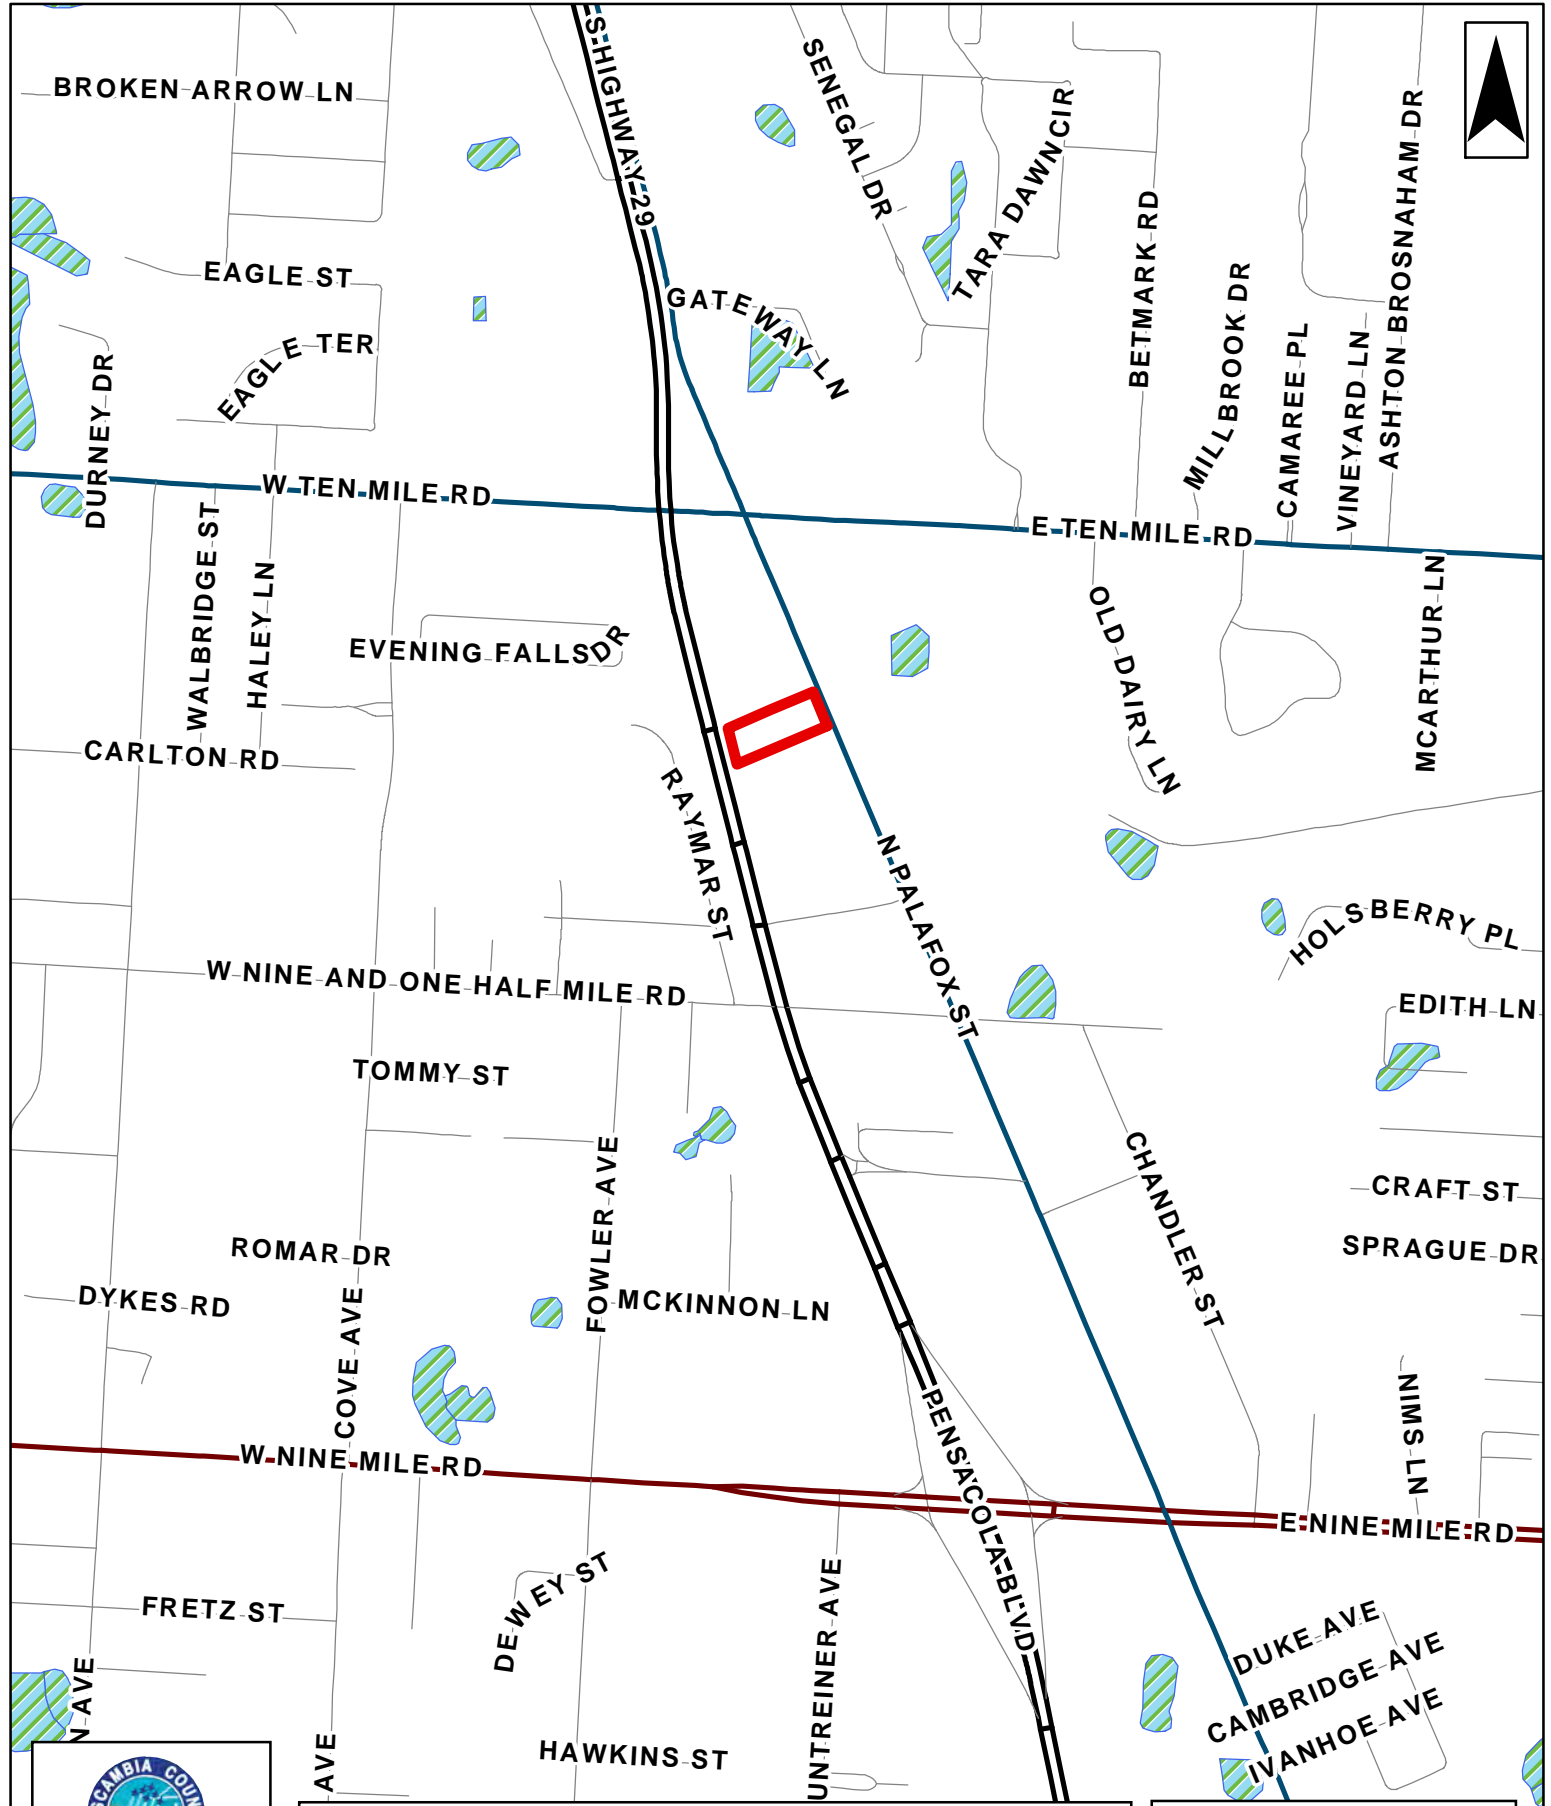 S HIGHWAY 29
SENEGAL DR
BROKEN ARROW LN
TARA DAWN CIR
ASHTON BROSNAHAM DR
BETMARK RD
EAGLE ST
GATEWAY LN
MILLBROOK DR
EAGLE TER
CAMAREE PL
VINEYARD LN
DURNEY DR
W TEN MILE RD
E TEN MILE RD
WALBRIDGE ST
HALEY LN
OLD DAIRY LN
MCARTHUR LN
EVENING FALLS DR
CARLTON RD
RAYMAR ST
N PALAFOX ST
HOLSBERRY PL
W NINE AND ONE HALF MILE RD
EDITH LN
TOMMY ST
CHANDLER ST
FOWLER AVE
CRAFT ST
ROMAR DR
SPRAGUE DR
DYKES RD
MCKINNON LN
COVE AVE
NIMS LN
PENSACOLA BLVD
W NINE MILE RD
E NINE MILE RD
DEWEY ST
UNTREINER AVE
FRETZ ST
DUKE AVE
CAMBRIDGE AVE
IVANHOE AVE
N AVE
AVE
HAWKINS ST
CAMBIA COU